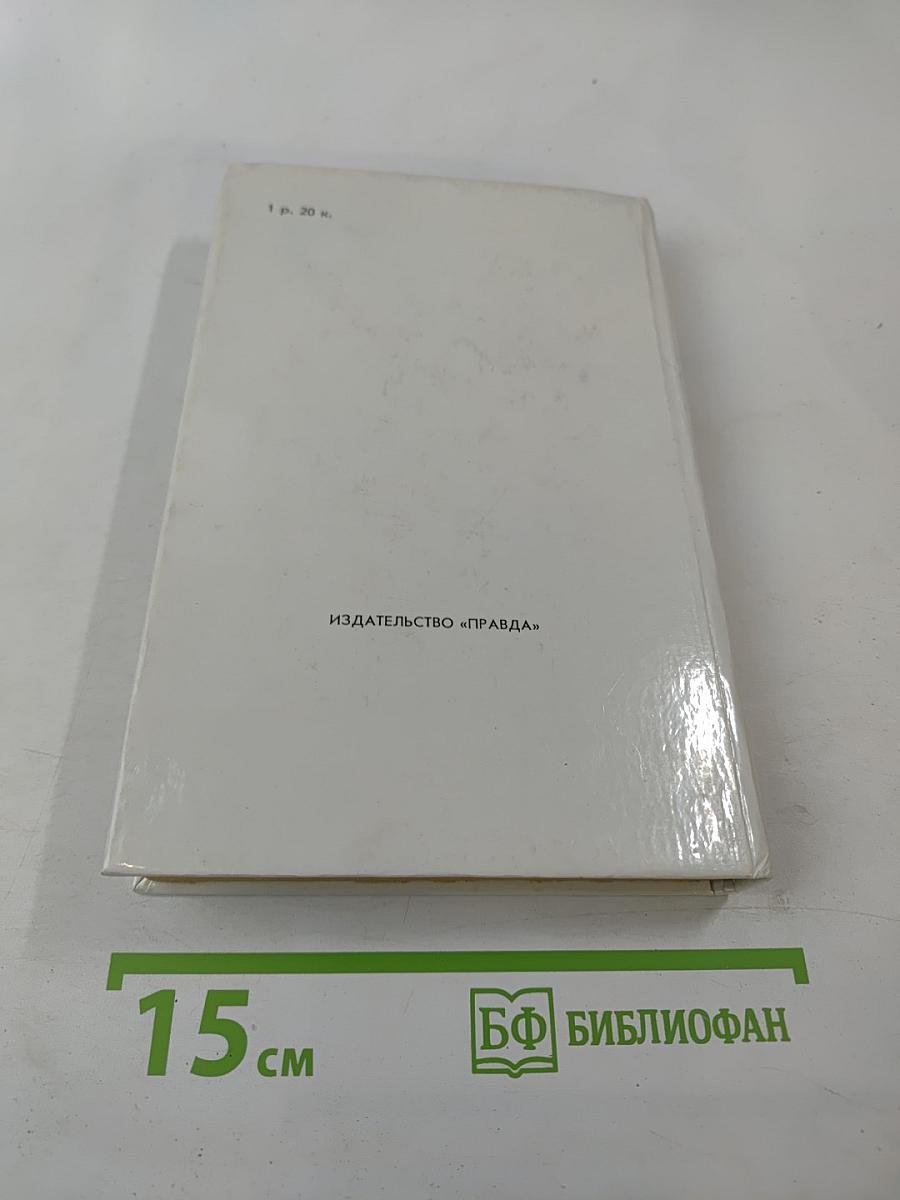 1 р. 20 к.
ИЗДАТЕЛЬСТВО «ПРАВДА»
15 см
БФ БИБЛИОФАН